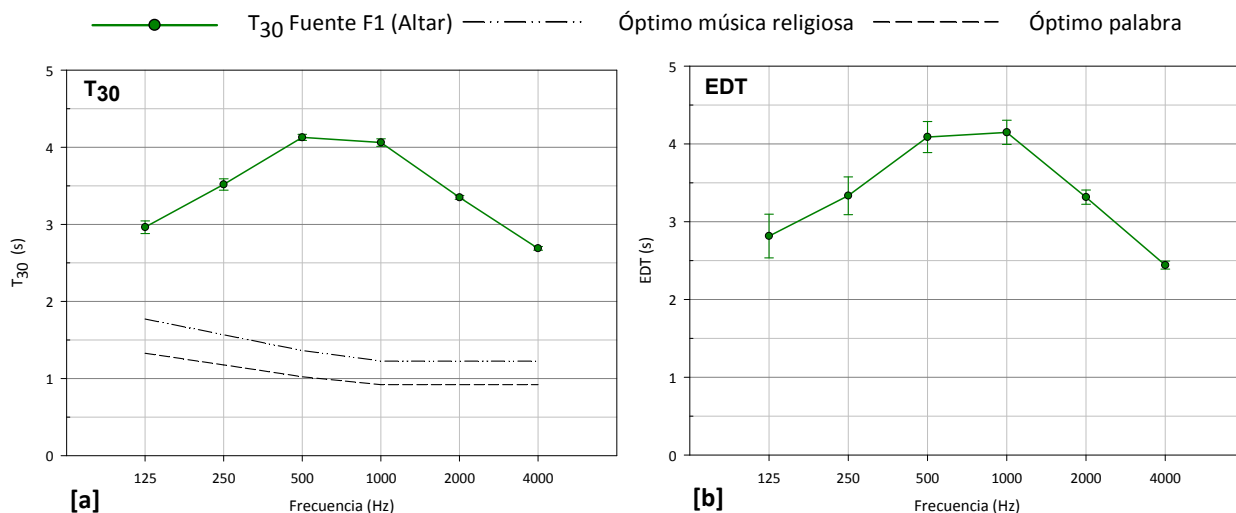 T30 Fuente F1 (Altar) Óptimo música religiosa Óptimo palabra
T30
5
4
3
2
1
0
T30 (s)
125 250 500 1000 2000 4000
Frecuencia (Hz)
[a]
EDT
5
4
3
2
1
0
EDT (s)
125 250 500 1000 2000 4000
Frecuencia (Hz)
[b]